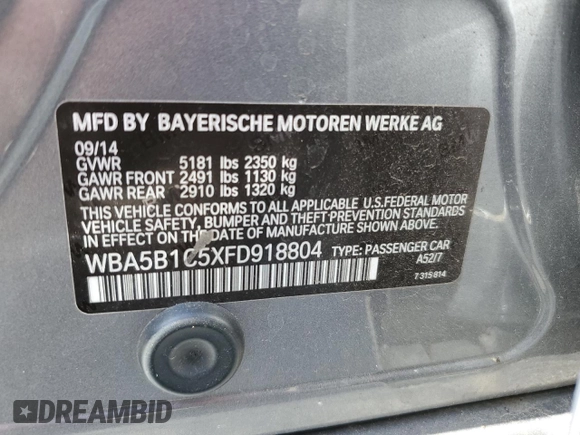 MFD BY BAYERISCHE MOTOREN WERKE AG
09/14
GVWR 5181 lbs 2350 kg
GAWR FRONT 2491 lbs 1130 kg
GAWR REAR 2910 lbs 1320 kg
THIS VEHICLE CONFORMS TO ALL APPLICABLE U.S.FEDERAL MOTOR
VEHICLE SAFETY, BUMPER, AND THEFT PREVENTION STANDARDS
IN EFFECT ON THE DATE OF MANUFACTURE SHOWN ABOVE.
WBA5B1C5XFD918804 TYPE: PASSENGER CAR
A52/7
7 315 814
DREAMBID